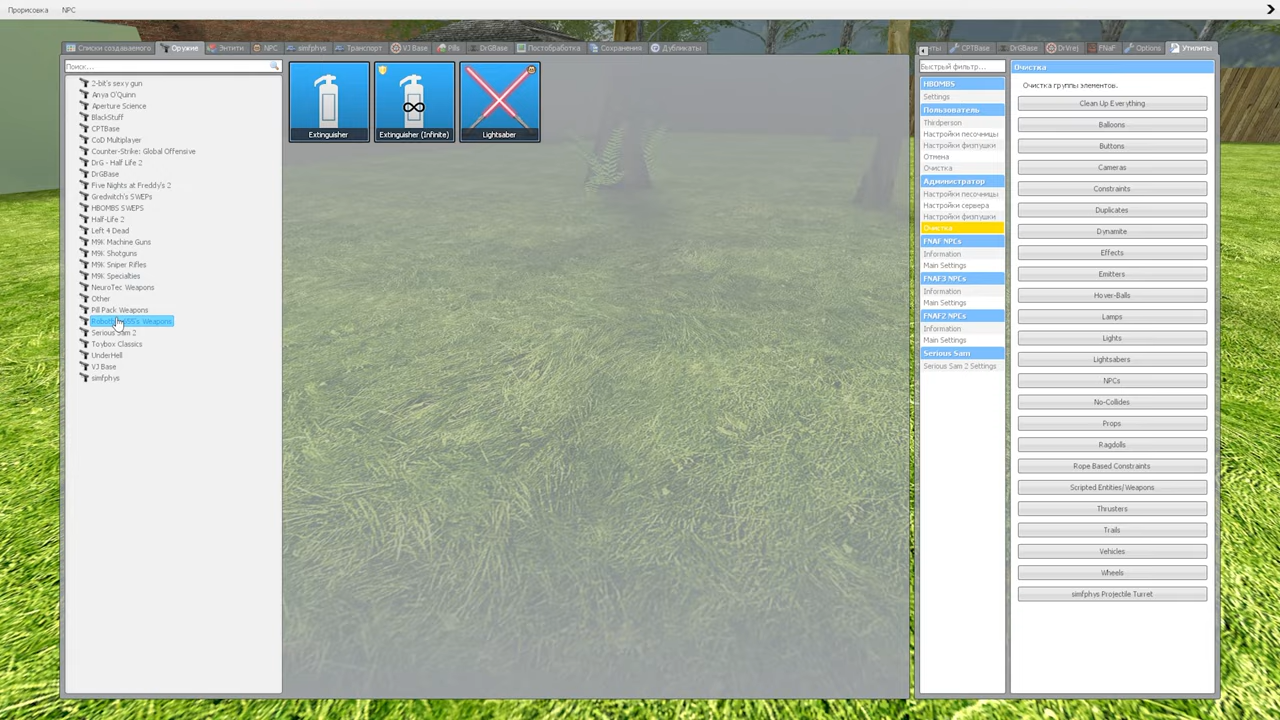 Прорисовка NPC
Списки создаваемого Оружие Энтити NPC simfphys Транспорт VJ Base Pills DrGBase Постобработка Сохранения Дубликаты
Поиск...
2-bit's sexy gun
Anya O'Quinn
Aperture Science
BlackStuff
CPTBase
CoD Multiplayer
Counter-Strike: Global Offensive
DrG - Half Life 2
DrGBase
Five Nights at Freddy's 2
Gredwitch's SWEPs
HBOMBS SWEPS
Half-Life 2
Left 4 Dead
M9K Machine Guns
M9K Shotguns
M9K Sniper Rifles
M9K Specialties
NeuroTec Weapons
Other
Pill Pack Weapons
Weapons
Serious Sam 2
Toybox Classics
UnderHell
VJ Base
simfphys
Extinguisher
Extinguisher (Infinite)
Lightsaber
CPTBase DrGBase DrVrej FNaF Options Утилиты
Быстрый фильтр...
HBOMBS
Settings
Пользователь
Thirdperson
Настройки песочницы
Настройки физпушки
Отмена
Очистка
Администратор
Настройки песочницы
Настройки сервера
Настройки физпушки
Очистка
FNAF NPCs
Information
Main Settings
FNAF3 NPCs
Information
Main Settings
FNAF2 NPCs
Information
Main Settings
Serious Sam
Serious Sam 2 Settings
Очистка
Очистка группы элементов.
Clean Up Everything
Balloons
Buttons
Cameras
Constraints
Duplicates
Dynamite
Effects
Emitters
Hover-Balls
Lamps
Lights
Lightsabers
NPCs
No-Collides
Props
Ragdolls
Rope Based Constraints
Scripted Entities/Weapons
Thrusters
Trails
Vehicles
Wheels
simfphys Projectile Turret